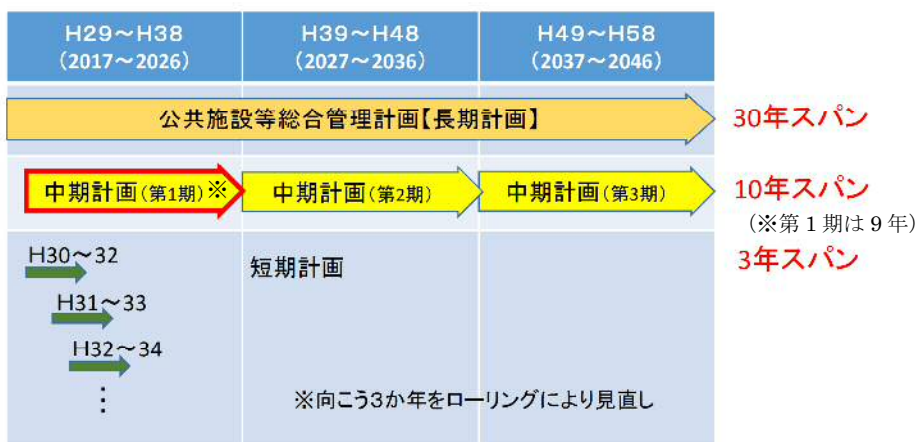 H29～H38
(2017～2026)
H39～H48
(2027～2036)
H49～H58
(2037～2046)
公共施設等総合管理計画【長期計画】
30年スパン
中期計画(第1期)※
中期計画(第2期)
中期計画(第3期)
10年スパン
(※第1期は9年)
H30～32
短期計画
3年スパン
H31～33
H32～34
⋮
※向こう3か年をローリングにより見直し